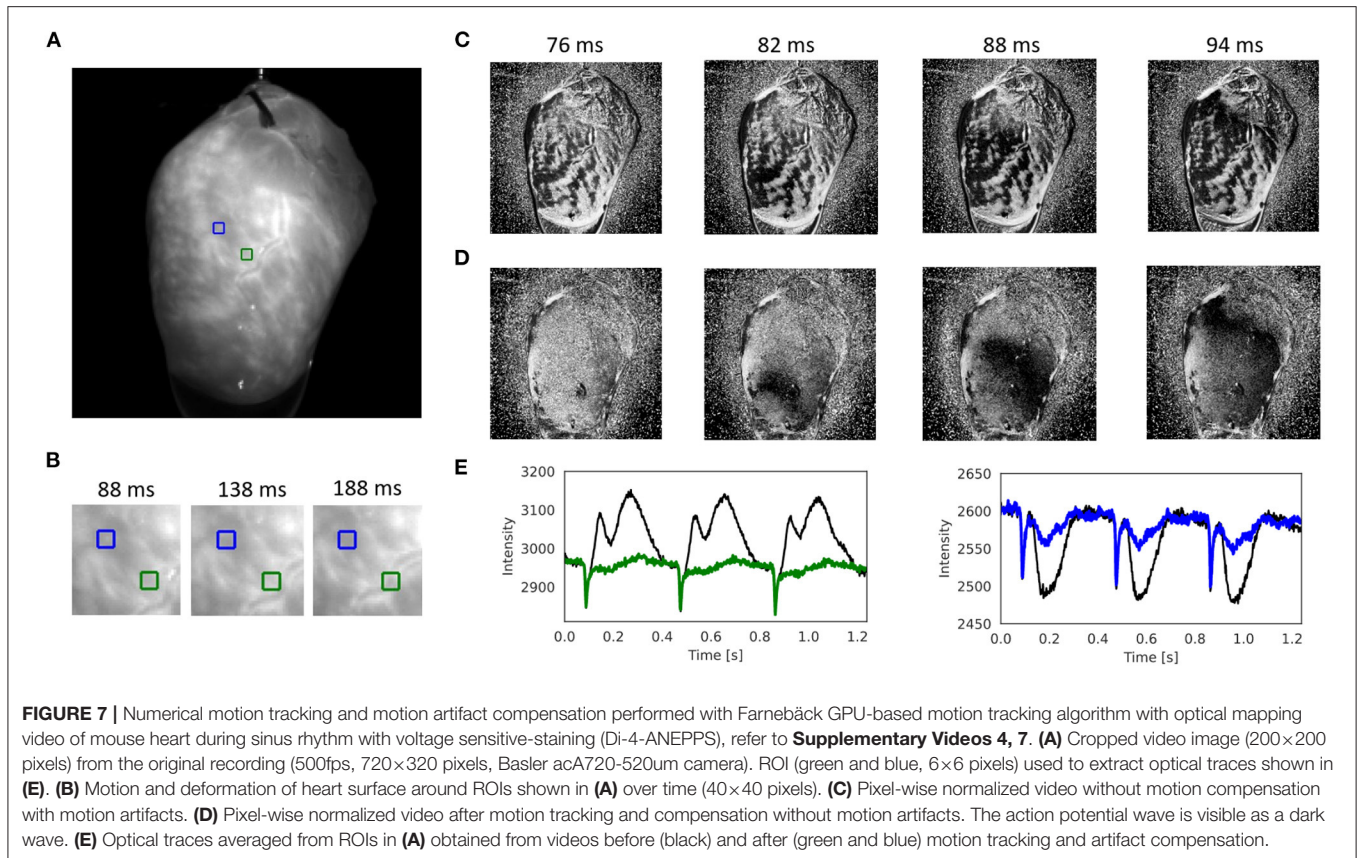 A
C
76 ms
82 ms
88 ms
94 ms
D
B
88 ms
138 ms
188 ms
E
3200
3100
3000
2900
Intensity
0.0 0.2 0.4 0.6 0.8 1.0 1.2
Time [s]
2650
2600
2550
2500
2450
Intensity
0.0 0.2 0.4 0.6 0.8 1.0 1.2
Time [s]
FIGURE 7 | Numerical motion tracking and motion artifact compensation performed with Farnebäck GPU-based motion tracking algorithm with optical mapping
video of mouse heart during sinus rhythm with voltage sensitive-staining (Di-4-ANEPPS), refer to Supplementary Videos 4, 7. (A) Cropped video image (200×200
pixels) from the original recording (500fps, 720×320 pixels, Basler acA720-520um camera). ROI (green and blue, 6×6 pixels) used to extract optical traces shown in
(E). (B) Motion and deformation of heart surface around ROIs shown in (A) over time (40×40 pixels). (C) Pixel-wise normalized video without motion compensation
with motion artifacts. (D) Pixel-wise normalized video after motion tracking and compensation without motion artifacts. The action potential wave is visible as a dark
wave. (E) Optical traces averaged from ROIs in (A) obtained from videos before (black) and after (green and blue) motion tracking and artifact compensation.